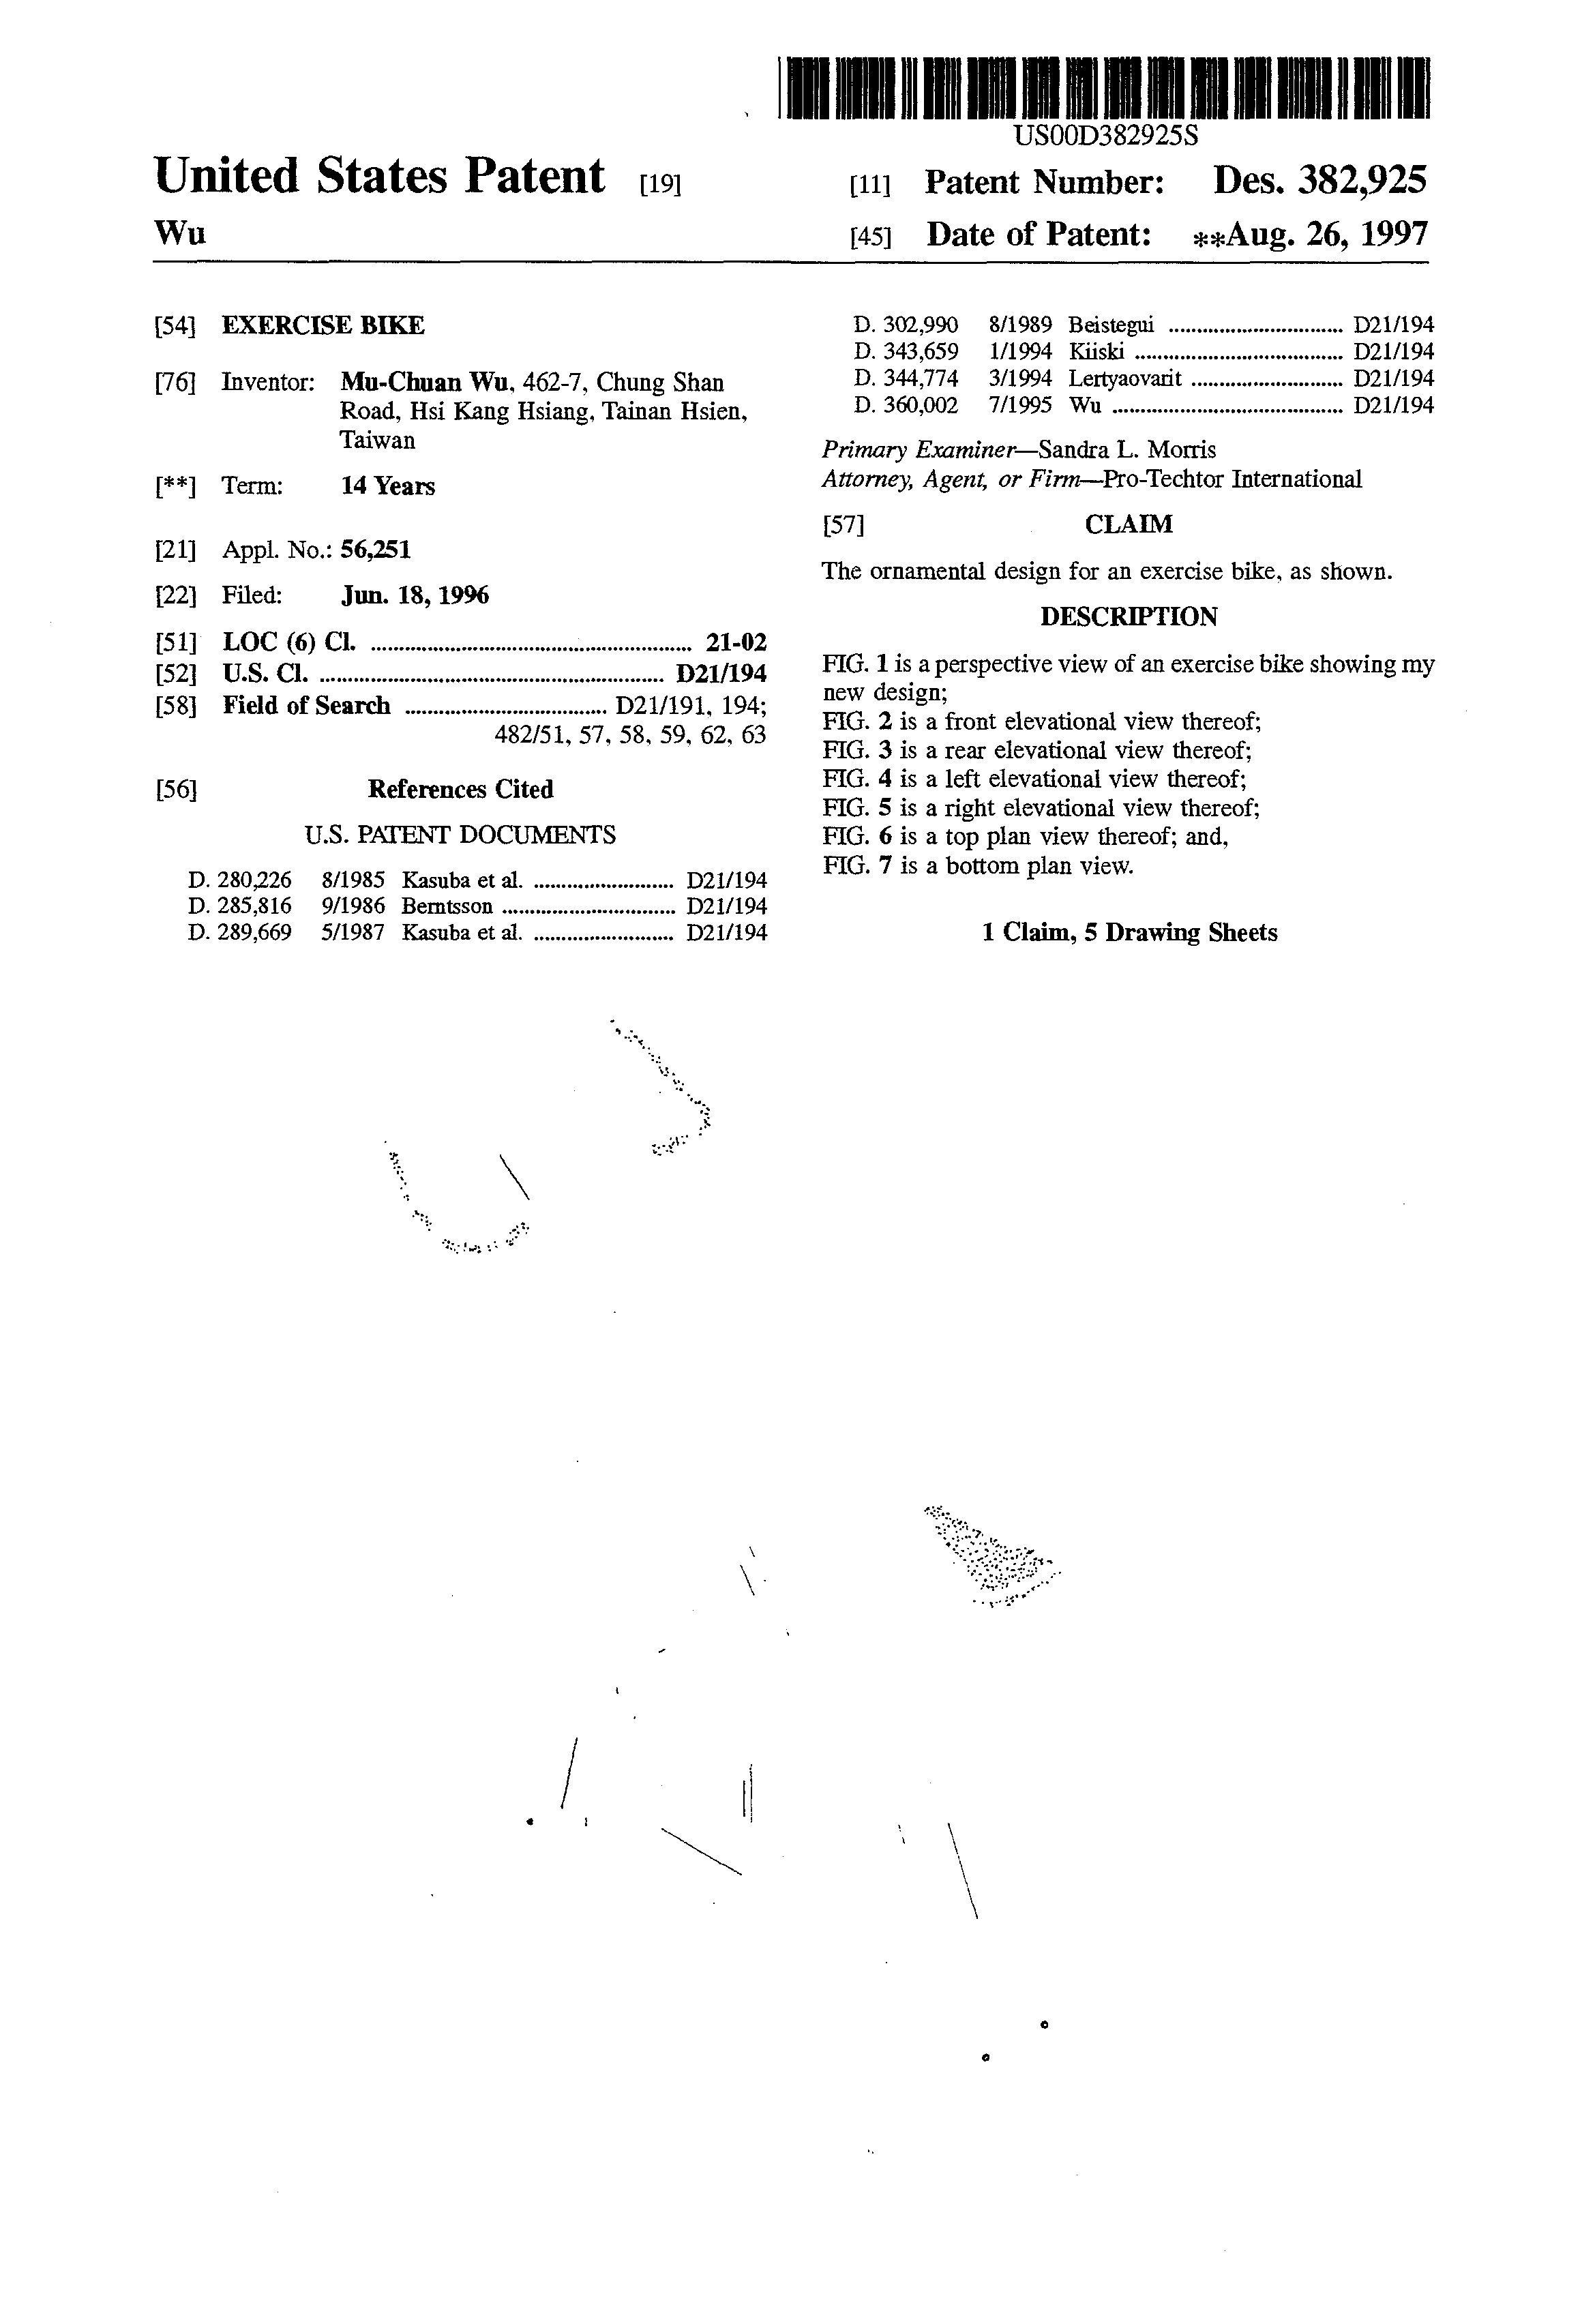 US00D382925S
United States Patent [19]
Wu
[11] Patent Number: Des. 382,925
[45] Date of Patent: **Aug. 26, 1997
[54] EXERCISE BIKE
[76] Inventor: Mu-Chuan Wu, 462-7, Chung Shan
Road, Hsi Kang Hsiang, Tainan Hsien,
Taiwan
[**] Term: 14 Years
[21] Appl. No.: 56,251
[22] Filed: Jun. 18, 1996
[51] LOC (6) Cl. ........................................................ 21-02
[52] U.S. Cl. ............................................................ D21/194
[58] Field of Search ................................... D21/191, 194;
482/51, 57, 58, 59, 62, 63
[56] References Cited
U.S. PATENT DOCUMENTS
D. 280,226 8/1985 Kasuba et al. ......................... D21/194
D. 285,816 9/1986 Berntsson ............................... D21/194
D. 289,669 5/1987 Kasuba et al. ......................... D21/194
D. 302,990 8/1989 Beistegui ............................... D21/194
D. 343,659 1/1994 Kiiski ..................................... D21/194
D. 344,774 3/1994 Lertyaovarit ........................... D21/194
D. 360,002 7/1995 Wu ......................................... D21/194
Primary Examiner—Sandra L. Morris
Attorney, Agent, or Firm—Pro-Techtor International
[57] CLAIM
The ornamental design for an exercise bike, as shown.
DESCRIPTION
FIG. 1 is a perspective view of an exercise bike showing my
new design;
FIG. 2 is a front elevational view thereof;
FIG. 3 is a rear elevational view thereof;
FIG. 4 is a left elevational view thereof;
FIG. 5 is a right elevational view thereof;
FIG. 6 is a top plan view thereof; and,
FIG. 7 is a bottom plan view.
1 Claim, 5 Drawing Sheets